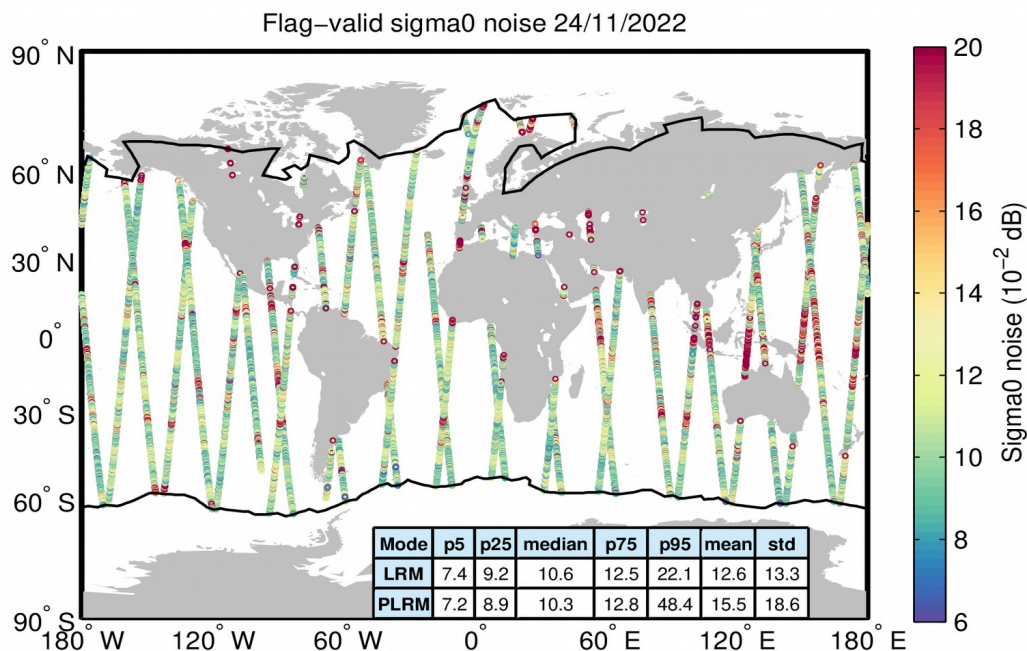 Flag−valid sigma0 noise 24/11/2022
90° N
60° N
30° N
0°
30° S
60° S
90° S
180° W
120° W
60° W
0°
60° E
120° E
180° E
Mode p5 p25 median p75 p95 mean std
LRM 7.4 9.2 10.6 12.5 22.1 12.6 13.3
PLRM 7.2 8.9 10.3 12.8 48.4 15.5 18.6
20
18
16
14
12
10
8
6
Sigma0 noise (10⁻² dB)